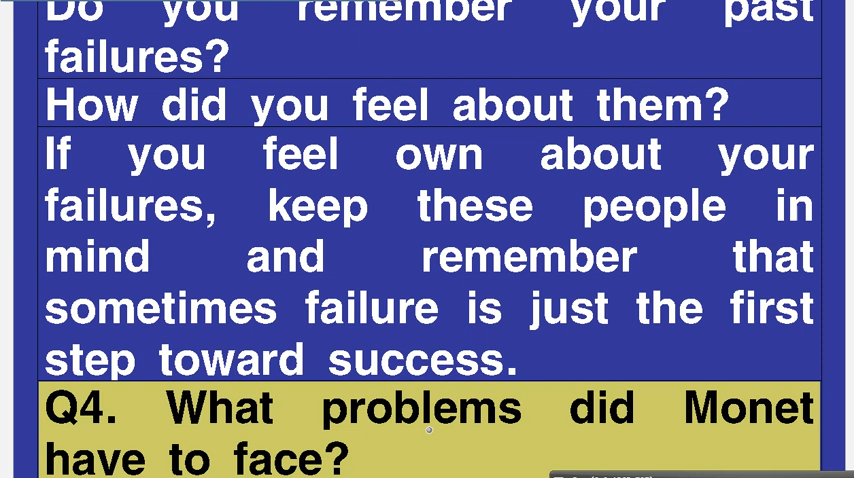 Do you remember your past
failures?
How did you feel about them?
If you feel own about your
failures, keep these people in
mind and remember that
sometimes failure is just the first
step toward success.
Q4. What problems did Monet
have to face?